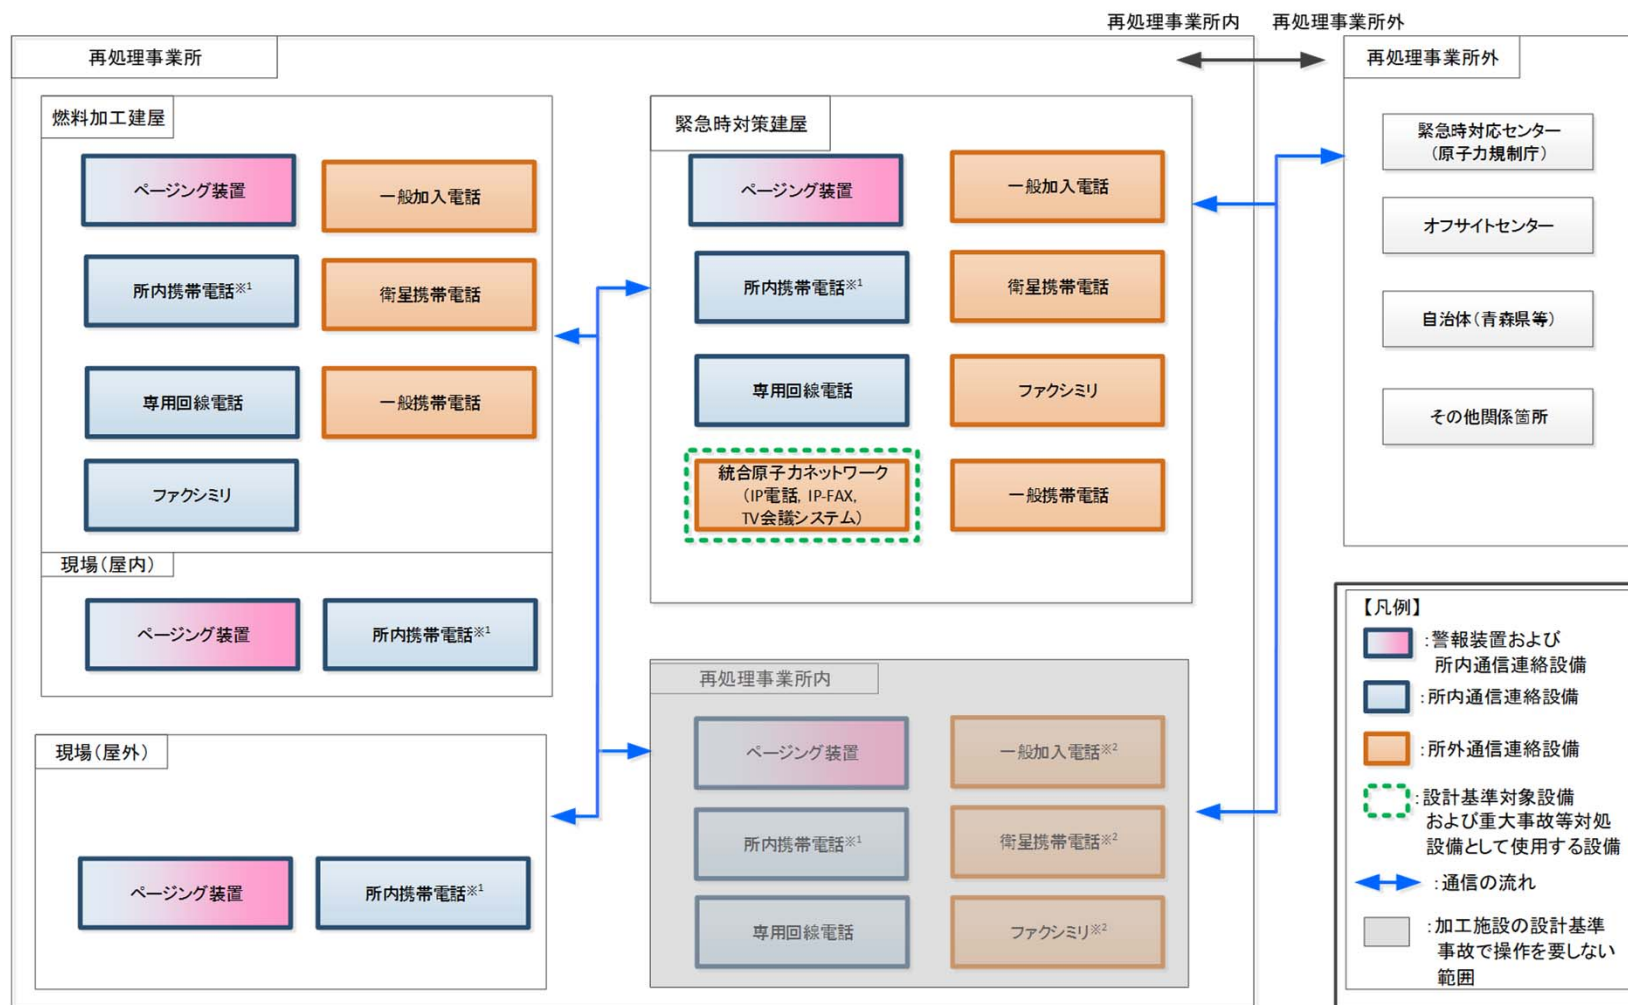 再処理事業所内
再処理事業所外
再処理事業所
燃料加工建屋
ページング装置
一般加入電話
所内携帯電話※1
衛星携帯電話
専用回線電話
一般携帯電話
ファクシミリ
現場(屋内)
ページング装置
所内携帯電話※1
現場(屋外)
ページング装置
所内携帯電話※1
緊急時対策建屋
ページング装置
一般加入電話
所内携帯電話※1
衛星携帯電話
専用回線電話
ファクシミリ
統合原子力ネットワーク
(IP電話, IP-FAX,
TV会議システム)
一般携帯電話
再処理事業所内
ページング装置
一般加入電話※2
所内携帯電話※1
衛星携帯電話※2
専用回線電話
ファクシミリ※2
再処理事業所外
緊急時対応センター
(原子力規制庁)
オフサイトセンター
自治体(青森県等)
その他関係箇所
【凡例】
:警報装置および
所内通信連絡設備
:所内通信連絡設備
:所外通信連絡設備
:設計基準対象設備
および重大事故等対処
設備として使用する設備
:通信の流れ
:加工施設の設計基準
事故で操作を要しない
範囲